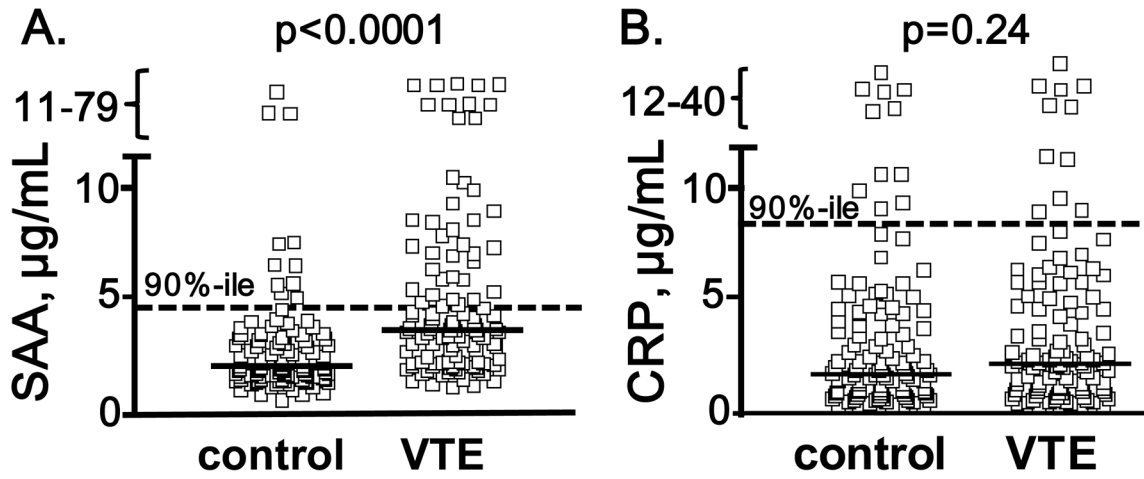 A.
p<0.0001
11-79
SAA, µg/mL
10
5
0
90%-ile
control
VTE
B.
p=0.24
12-40
CRP, µg/mL
10
5
0
90%-ile
control
VTE